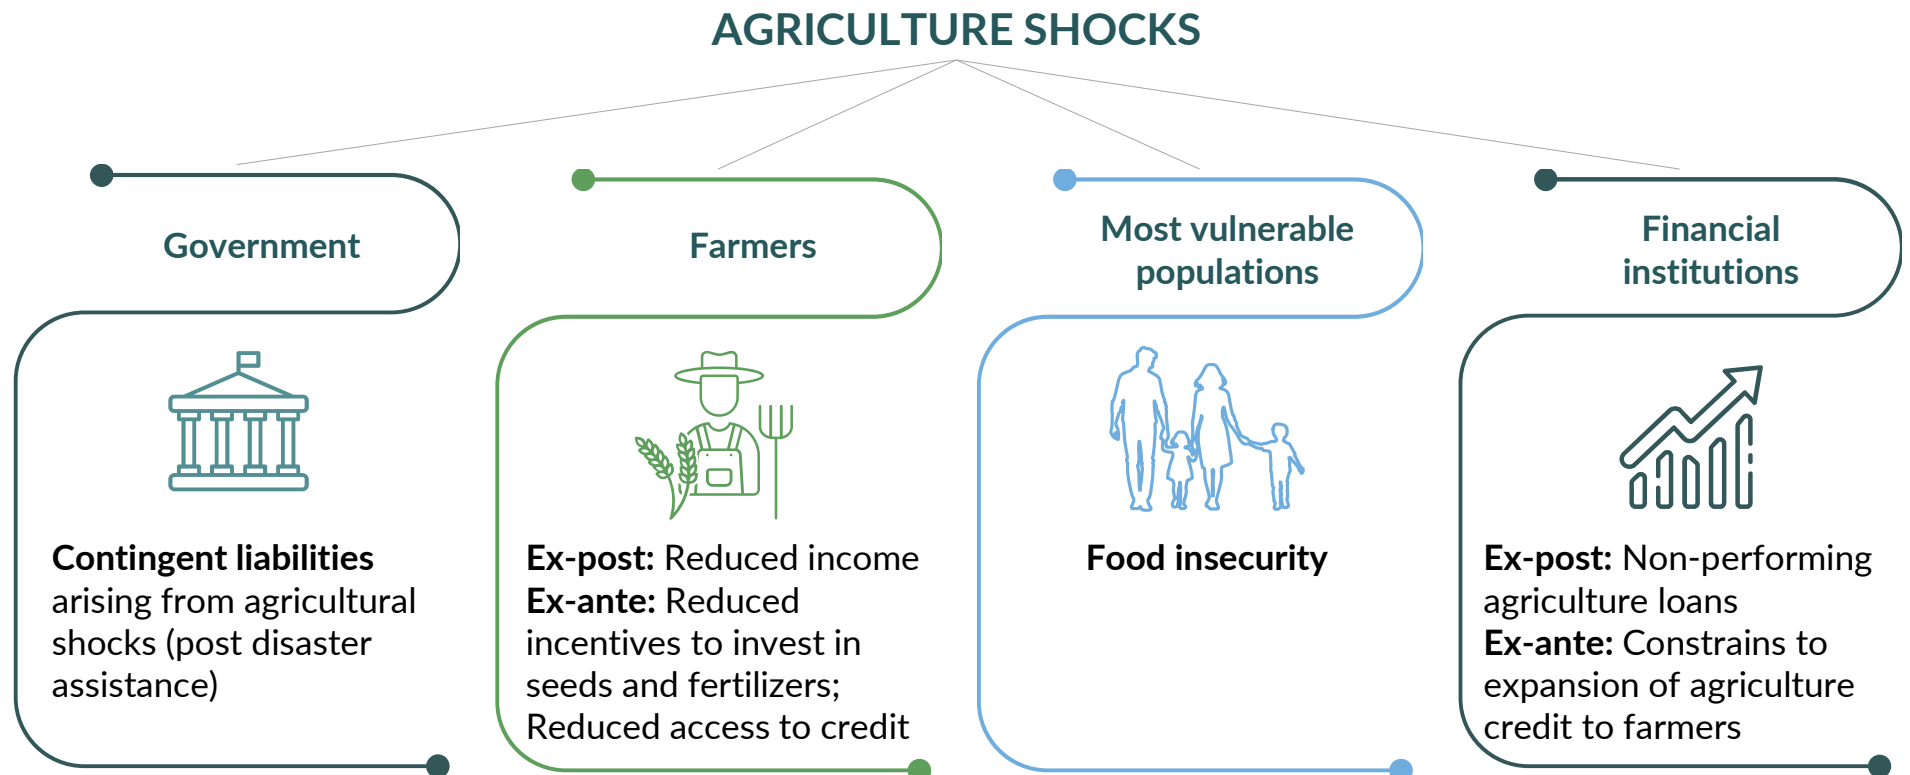 AGRICULTURE SHOCKS
Government
Contingent liabilities
arising from agricultural
shocks (post disaster
assistance)
Farmers
Ex-post: Reduced income
Ex-ante: Reduced
incentives to invest in
seeds and fertilizers;
Reduced access to credit
Most vulnerable
populations
Food insecurity
Financial
institutions
Ex-post: Non-performing
agriculture loans
Ex-ante: Constrains to
expansion of agriculture
credit to farmers